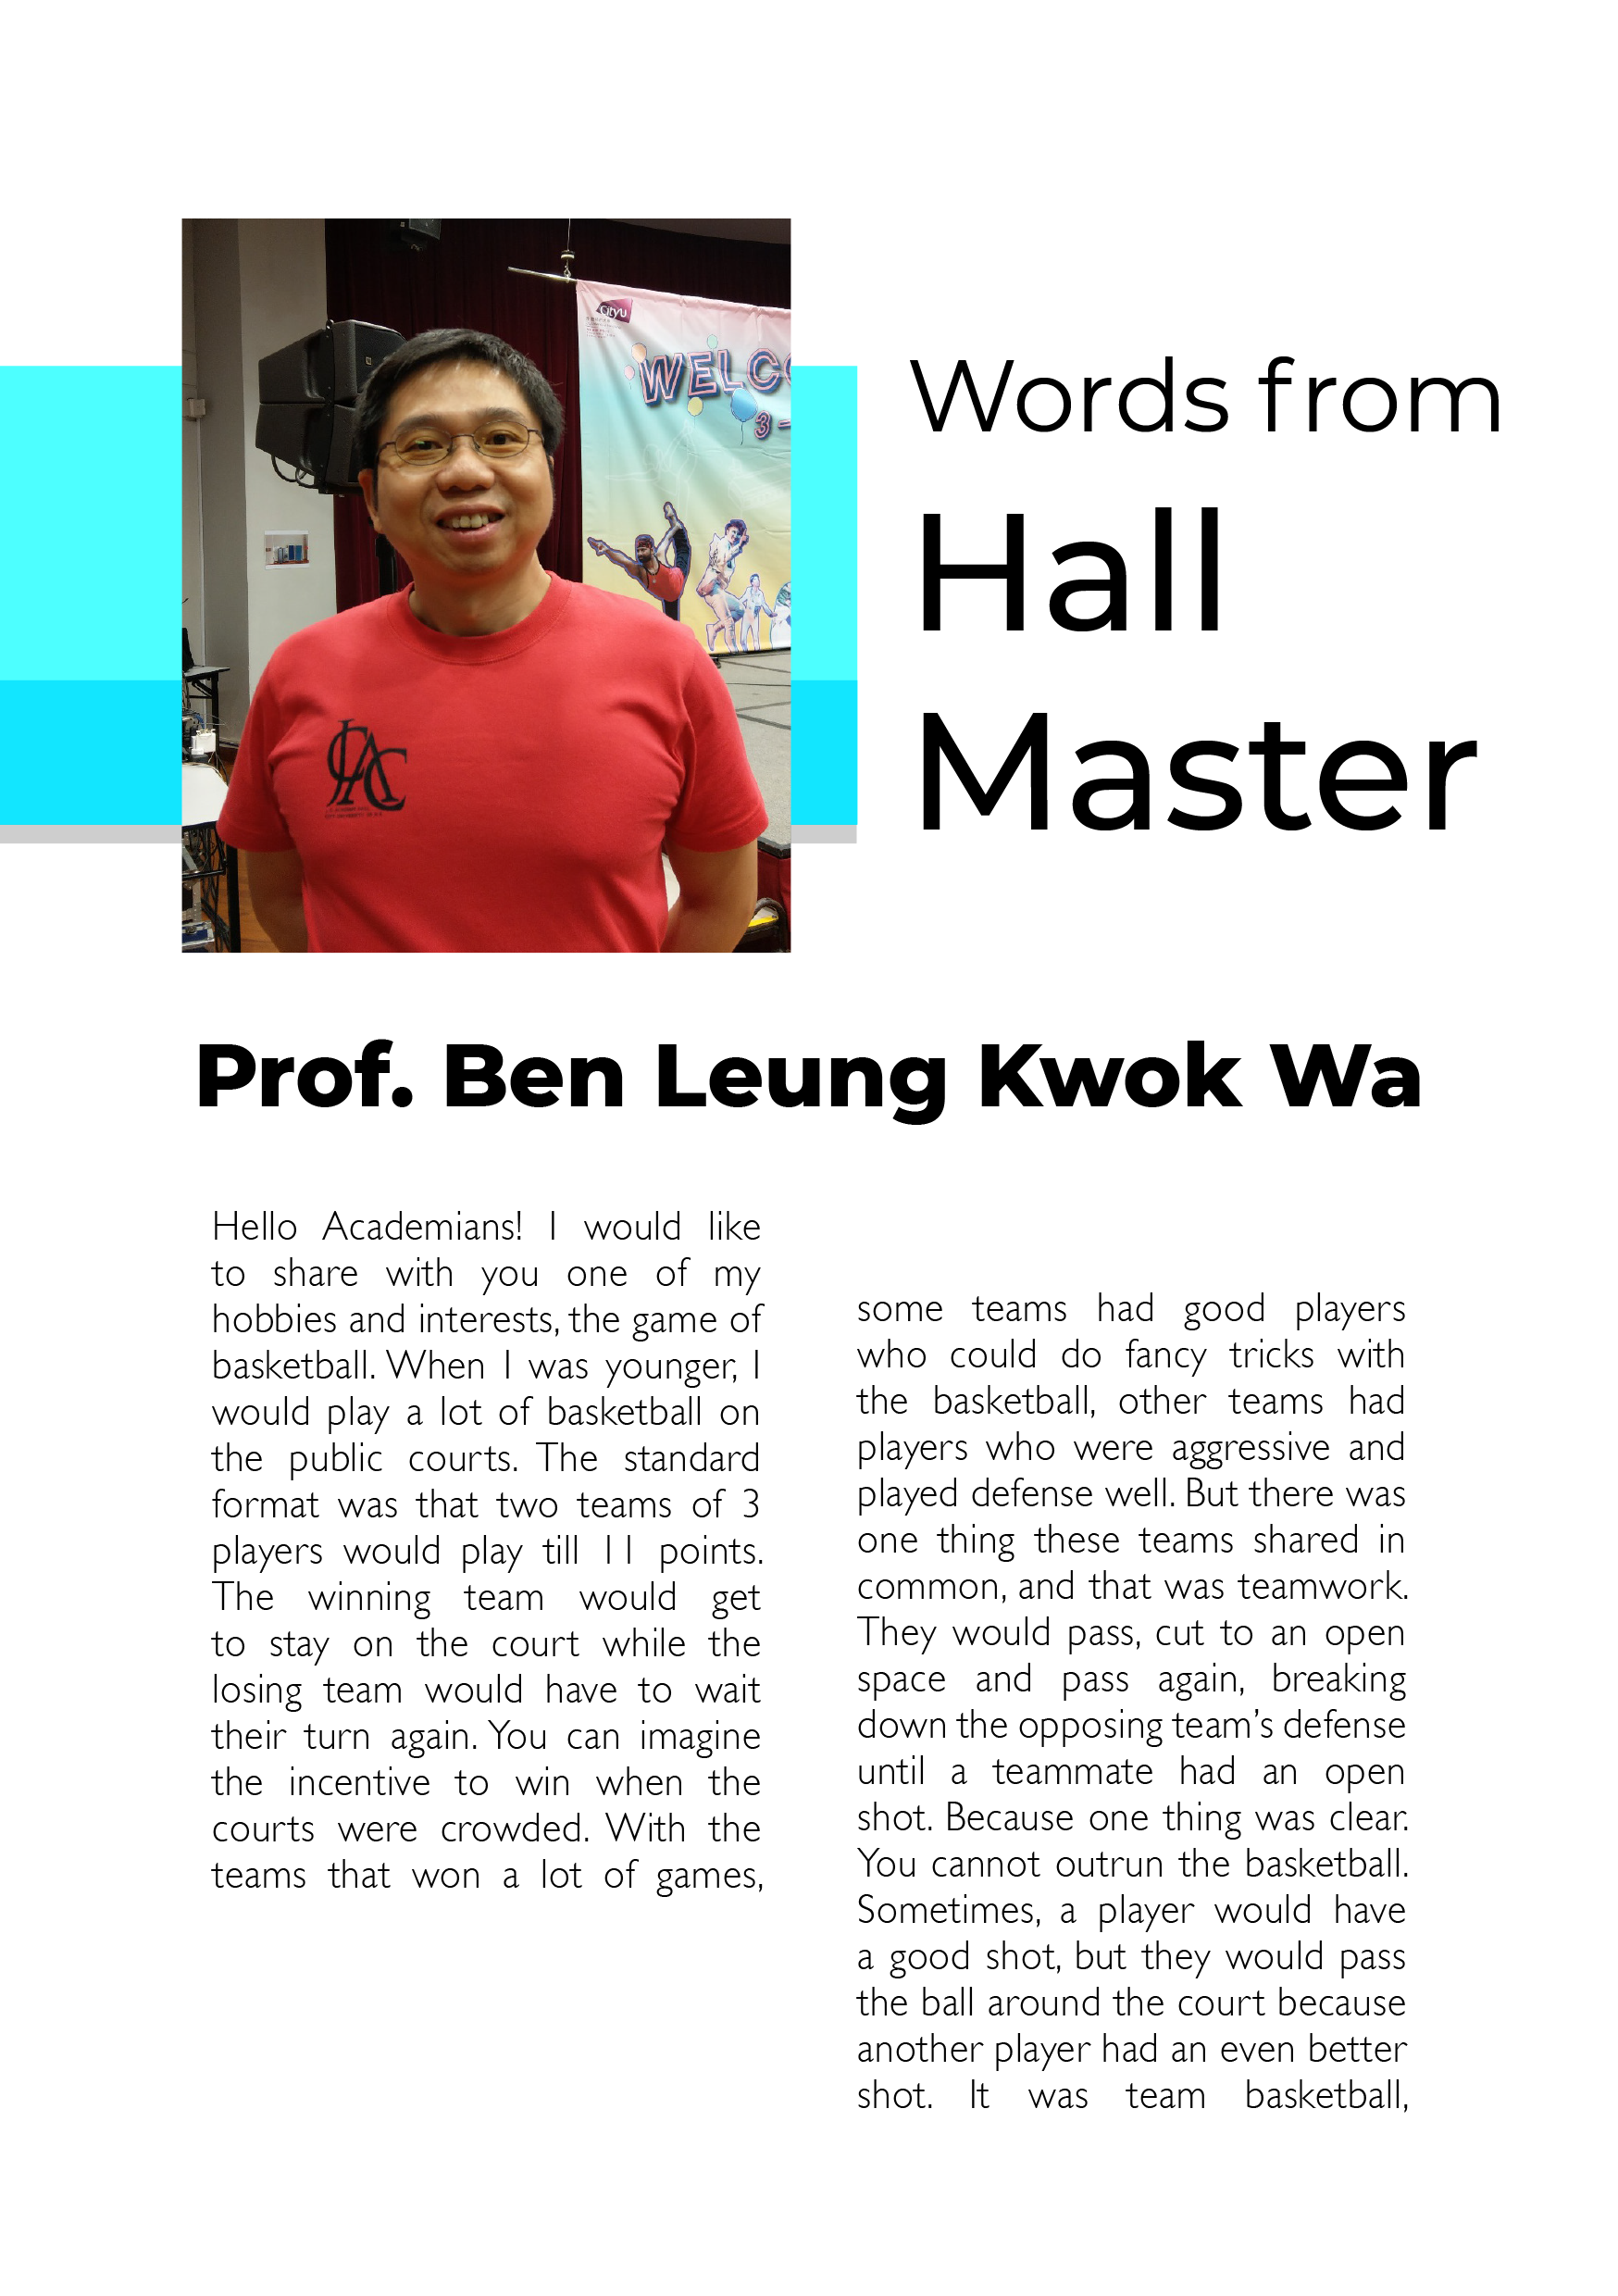 CityU
WELCO
3 -
Words from
Hall
Master
Prof. Ben Leung Kwok Wa
Hello Academians! I would like
to share with you one of my
hobbies and interests, the game of
basketball. When I was younger, I
would play a lot of basketball on
the public courts. The standard
format was that two teams of 3
players would play till 11 points.
The winning team would get
to stay on the court while the
losing team would have to wait
their turn again. You can imagine
the incentive to win when the
courts were crowded. With the
teams that won a lot of games,
some teams had good players
who could do fancy tricks with
the basketball, other teams had
players who were aggressive and
played defense well. But there was
one thing these teams shared in
common, and that was teamwork.
They would pass, cut to an open
space and pass again, breaking
down the opposing team’s defense
until a teammate had an open
shot. Because one thing was clear.
You cannot outrun the basketball.
Sometimes, a player would have
a good shot, but they would pass
the ball around the court because
another player had an even better
shot. It was team basketball,